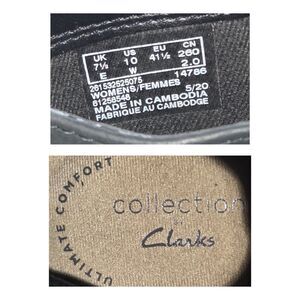 UK US EU CN
7½ 10 41½ 260
E W 2.0
261532525075 14786
WOMENS/FEMMES
61256548 5/20
MADE IN CAMBODIA
FABRIQUE AU CAMBODGE
ULTIMATE COMFORT
collection
Clarks